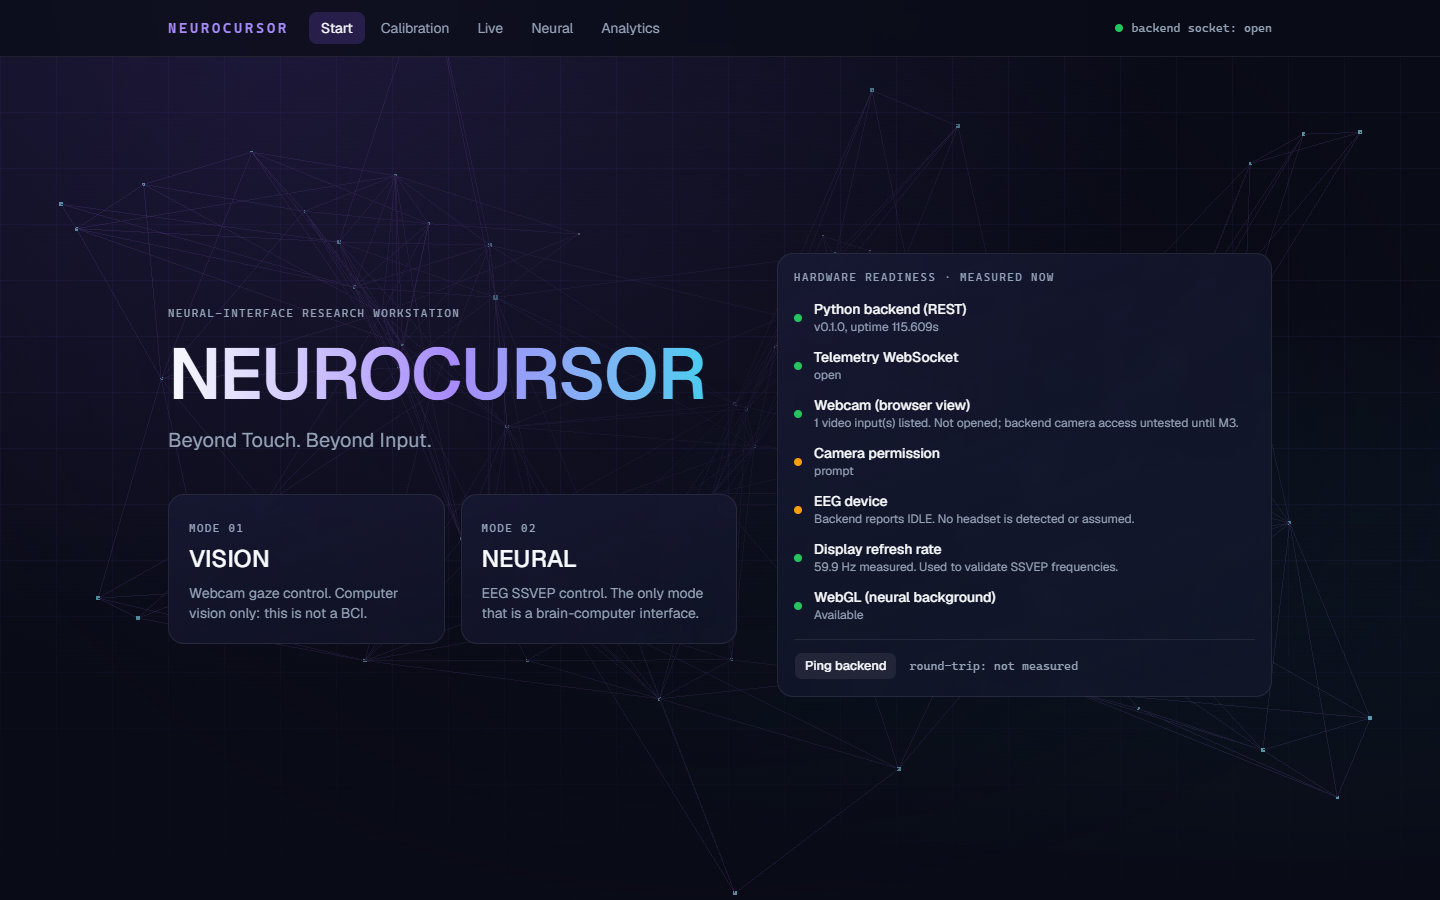 NEUROCURSOR
Start
Calibration
Live
Neural
Analytics
backend socket: open
NEURAL-INTERFACE RESEARCH WORKSTATION
NEUROCURSOR
Beyond Touch. Beyond Input.
MODE 01
VISION
Webcam gaze control. Computer
vision only: this is not a BCI.
MODE 02
NEURAL
EEG SSVEP control. The only mode
that is a brain-computer interface.
HARDWARE READINESS · MEASURED NOW
Python backend (REST)
v0.1.0, uptime 115.609s
Telemetry WebSocket
open
Webcam (browser view)
1 video input(s) listed. Not opened; backend camera access untested until M3.
Camera permission
prompt
EEG device
Backend reports IDLE. No headset is detected or assumed.
Display refresh rate
59.9 Hz measured. Used to validate SSVEP frequencies.
WebGL (neural background)
Available
Ping backend
round-trip: not measured